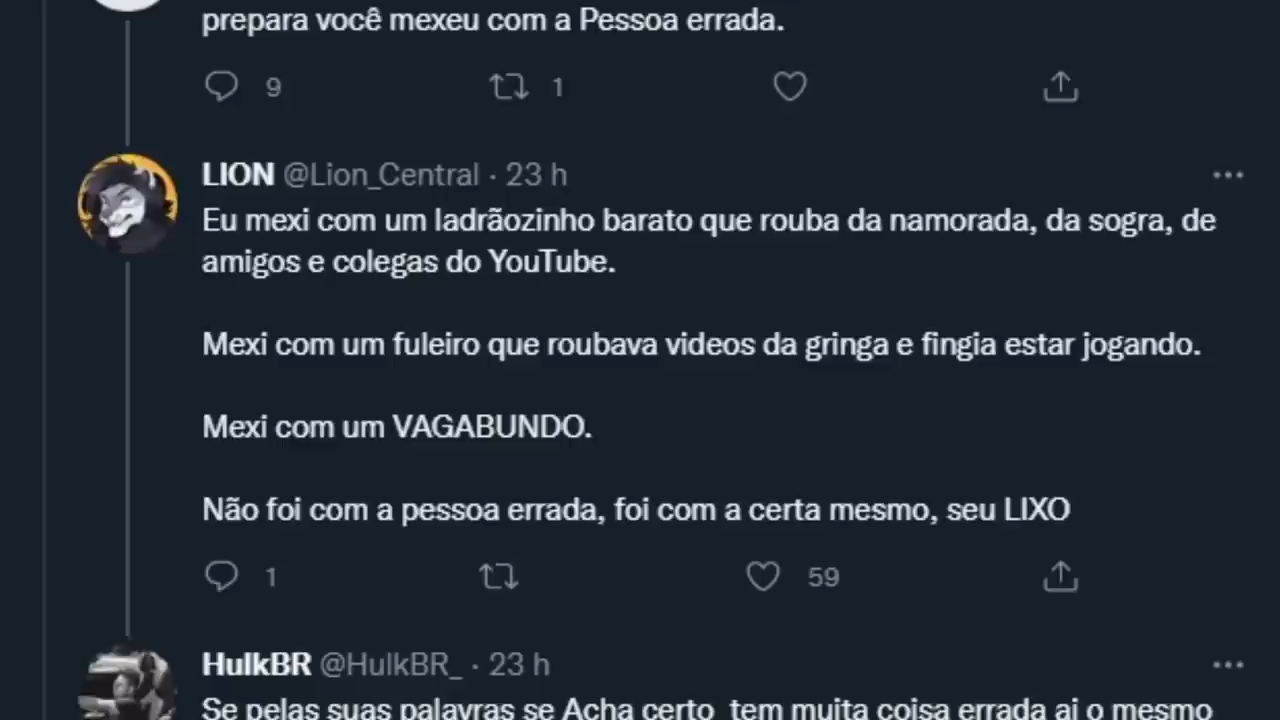 prepara você mexeu com a Pessoa errada.
9 1
LION @Lion_Central · 23 h
Eu mexi com um ladrãozinho barato que rouba da namorada, da sogra, de
amigos e colegas do YouTube.
Mexi com um fuleiro que roubava videos da gringa e fingia estar jogando.
Mexi com um VAGABUNDO.
Não foi com a pessoa errada, foi com a certa mesmo, seu LIXO
1 59
HulkBR @HulkBR_ · 23 h
Se pelas suas palavras se Acha certo tem muita coisa errada ai o mesmo